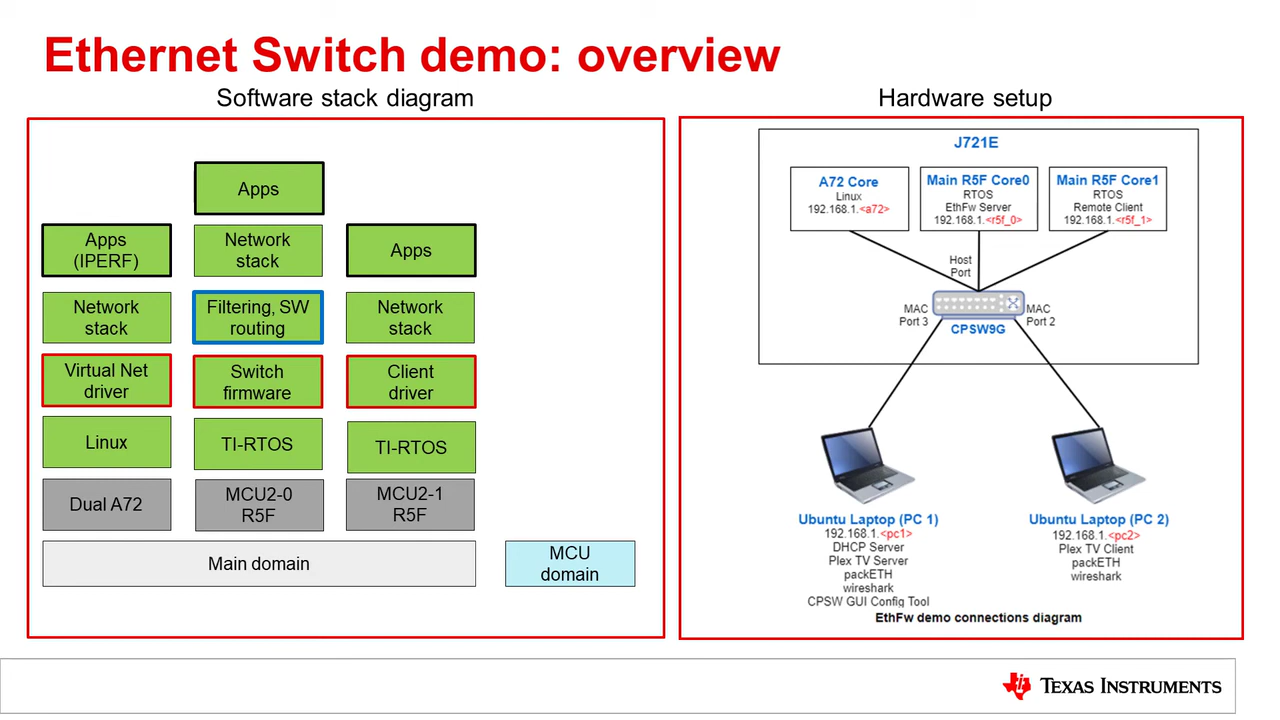 Ethernet Switch demo: overview
Software stack diagram
Apps
Apps
(IPERF)
Network
stack
Apps
Network
stack
Filtering, SW
routing
Network
stack
Virtual Net
driver
Switch
firmware
Client
driver
Linux
TI-RTOS
TI-RTOS
Dual A72
MCU2-0
R5F
MCU2-1
R5F
Main domain
MCU
domain
Hardware setup
J721E
A72 Core
Linux
192.168.1.<a72>
Main R5F Core0
RTOS
EthFw Server
192.168.1.<r5f_0>
Main R5F Core1
RTOS
Remote Client
192.168.1.<r5f_1>
Host
Port
MAC
Port 3
MAC
Port 2
CPSW9G
Ubuntu Laptop (PC 1)
192.168.1.<pc1>
DHCP Server
Plex TV Server
packETH
wireshark
CPSW GUI Config Tool
Ubuntu Laptop (PC 2)
192.168.1.<pc2>
Plex TV Client
packETH
wireshark
EthFw demo connections diagram
TEXAS INSTRUMENTS